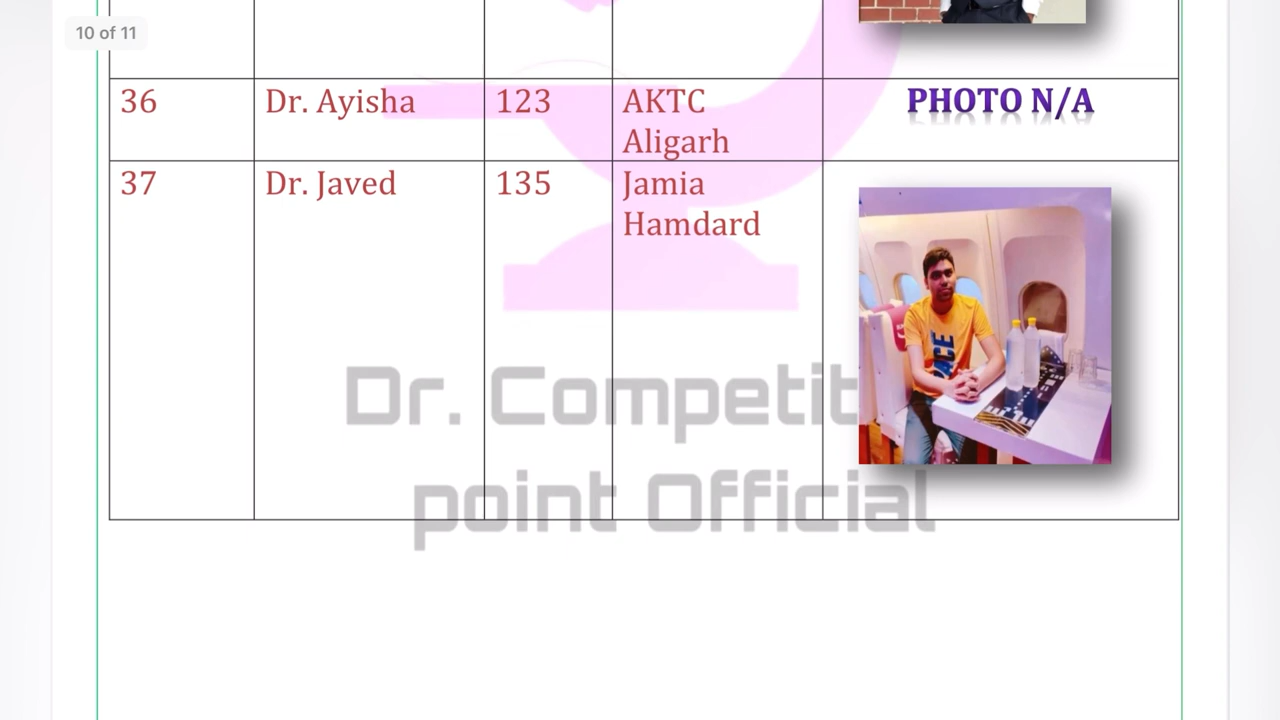 10 of 11
36 Dr. Ayisha 123 AKTC PHOTO N/A
Aligarh
37 Dr. Javed 135 Jamia
Hamdard
Dr. Competit
point Official